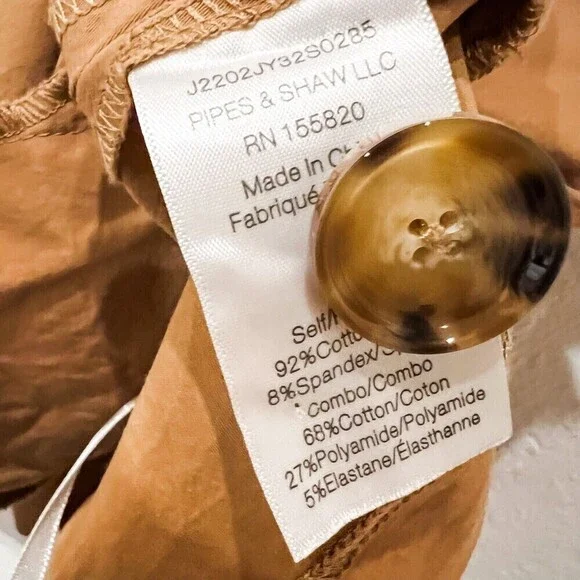 J2202JY32S0285
PIPES & SHAW LLC
RN 155820
Made In
Fabriqué
Self/
92%Cotto
8%Spandex/
combo/Combo
68%Cotton/Coton
27%Polyamide/Polyamide
5%Elastane/Élasthanne